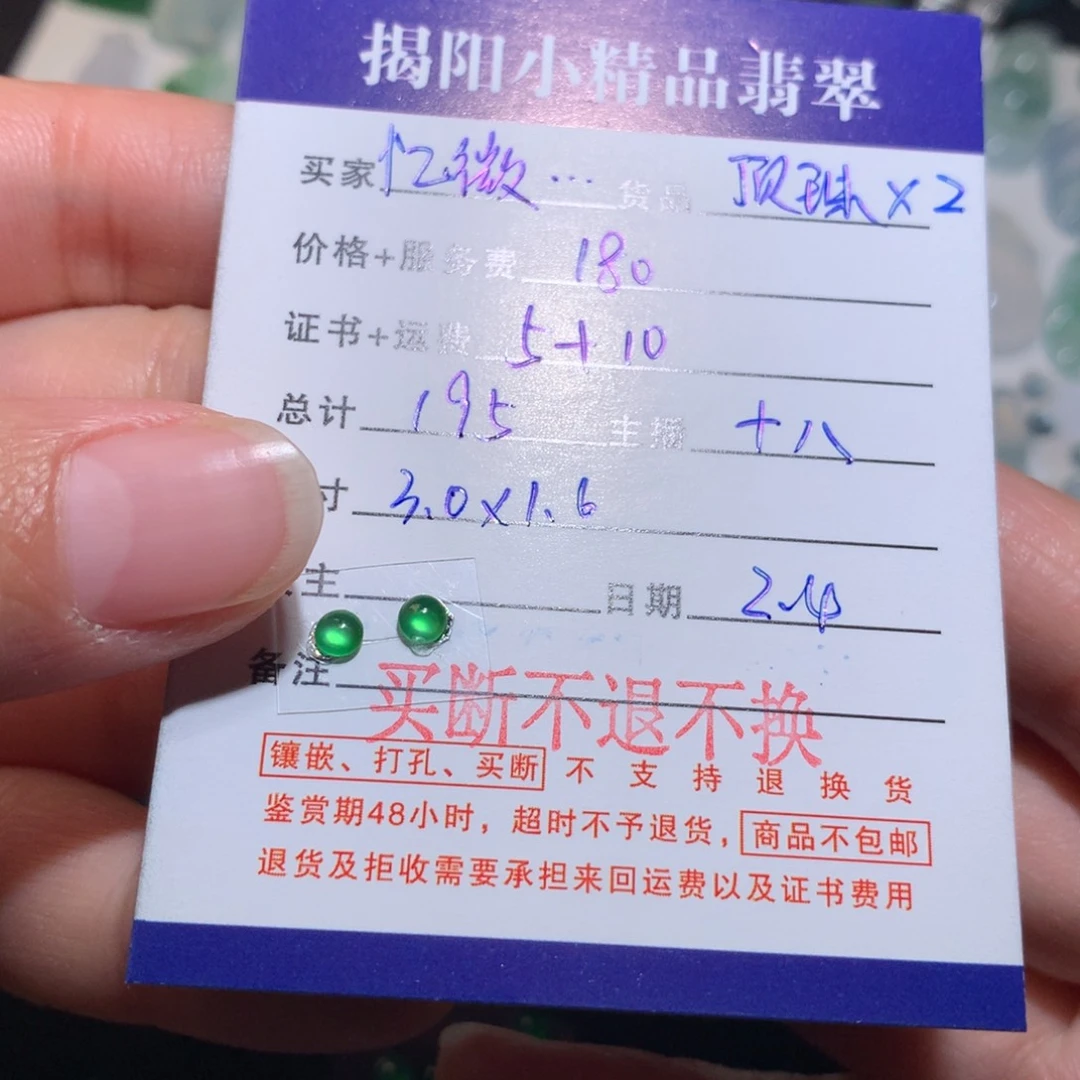 揭阳小精品翡翠
买家 忆微… 货品 顶珠×2
价格+服务费 180
证书+运费 5+10
总计 195 主播 十八
寸 3.0×1.6
主 日期 2.4
备注
买断不退不换
镶嵌、打孔、买断 不支持退换货
鉴赏期48小时，超时不予退货，商品不包邮
退货及拒收需要承担来回运费以及证书费用